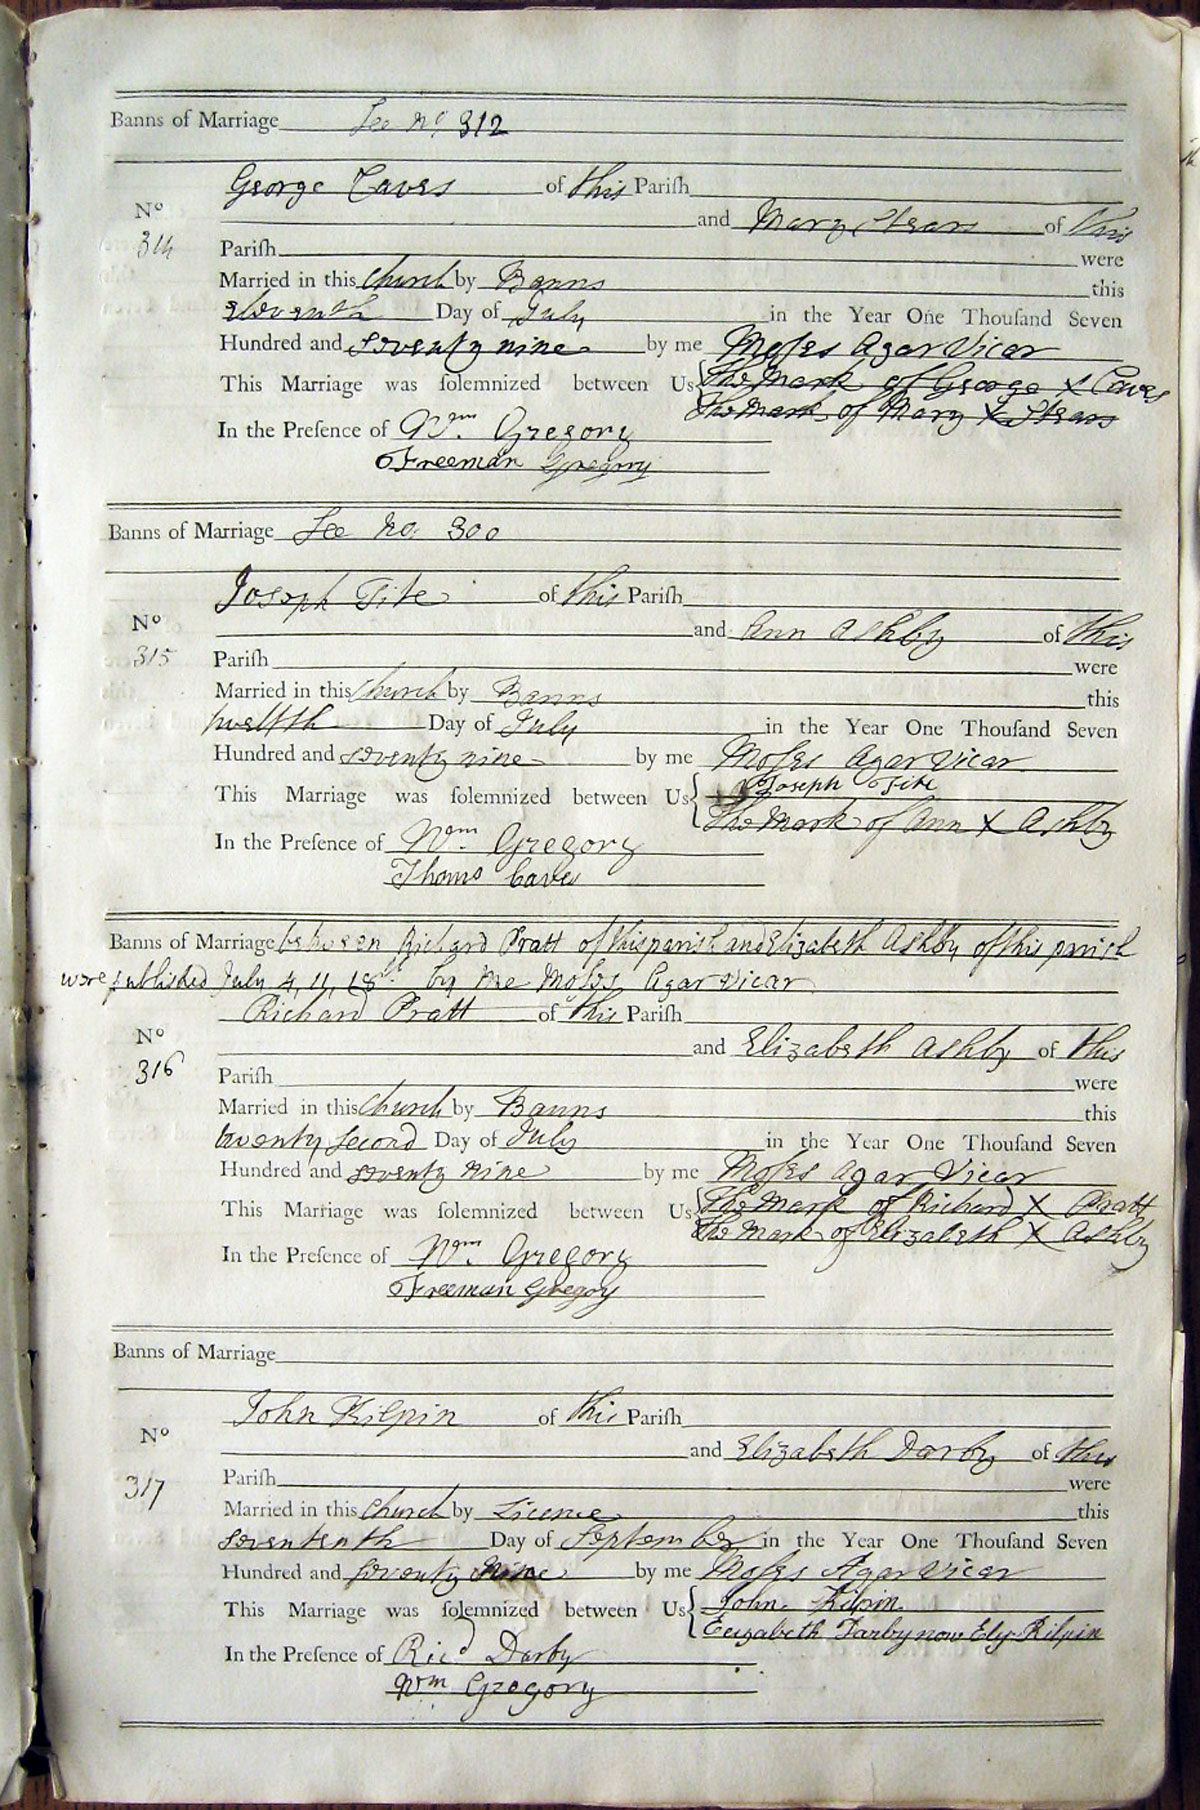 Banns of Marriage See No 312
George Caves of this Parish
No and Mary Stears of this
314 Parish were
Married in this Church by Banns this
eleventh Day of July in the Year One Thousand Seven
Hundred and seventy nine by me Moses Agar Vicar
This Marriage was solemnized between Us { The Mark of George X Caves
The mark of Mary X Stears
In the Presence of Wm. Gregory
Freeman Gregory
Banns of Marriage See No. 300
Joseph Tite of this Parish
No and Ann Ashby of this
315 Parish were
Married in this Church by Banns this
twelfth Day of July in the Year One Thousand Seven
Hundred and seventy nine by me Moses Agar Vicar
This Marriage was solemnized between Us { Joseph Tite
The Mark of Ann X Ashby
In the Presence of Wm. Gregory
Thoms Caves
Banns of Marriage between Richard Pratt of this parish and Elizabeth Ashby of this parish
were published July 4, 11, 18th by me Moses Agar Vicar
Richard Pratt of this Parish
No and Elizabeth Ashby of this
316 Parish were
Married in this Church by Banns this
twenty second Day of July in the Year One Thousand Seven
Hundred and seventy nine by me Moses Agar Vicar
This Marriage was solemnized between Us { The Mark of Richard X Pratt
The Mark of Elizabeth X Ashby
In the Presence of Wm. Gregory
Freeman Gregory
Banns of Marriage
John Kilpin of this Parish
No and Elizabeth Darby of this
317 Parish were
Married in this Church by Licence this
sevententh Day of September in the Year One Thousand Seven
Hundred and seventy Nine by me Moses Agar Vicar
This Marriage was solemnized between Us { John Kilpin
Elizabeth Darby now Elz Kilpin
In the Presence of Ricd Darby
Wm Gregory